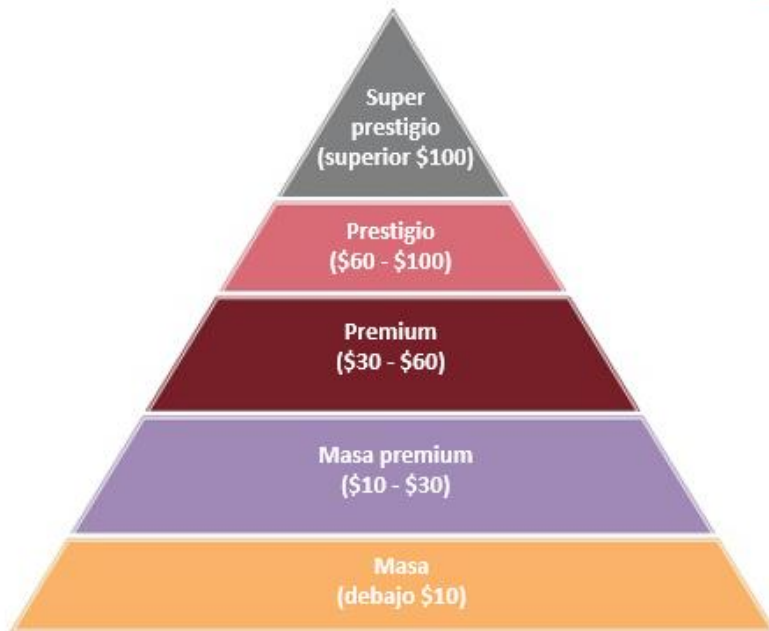 Super
prestigio
(superior $100)
Prestigio
($60 - $100)
Premium
($30 - $60)
Masa premium
($10 - $30)
Masa
(debajo $10)